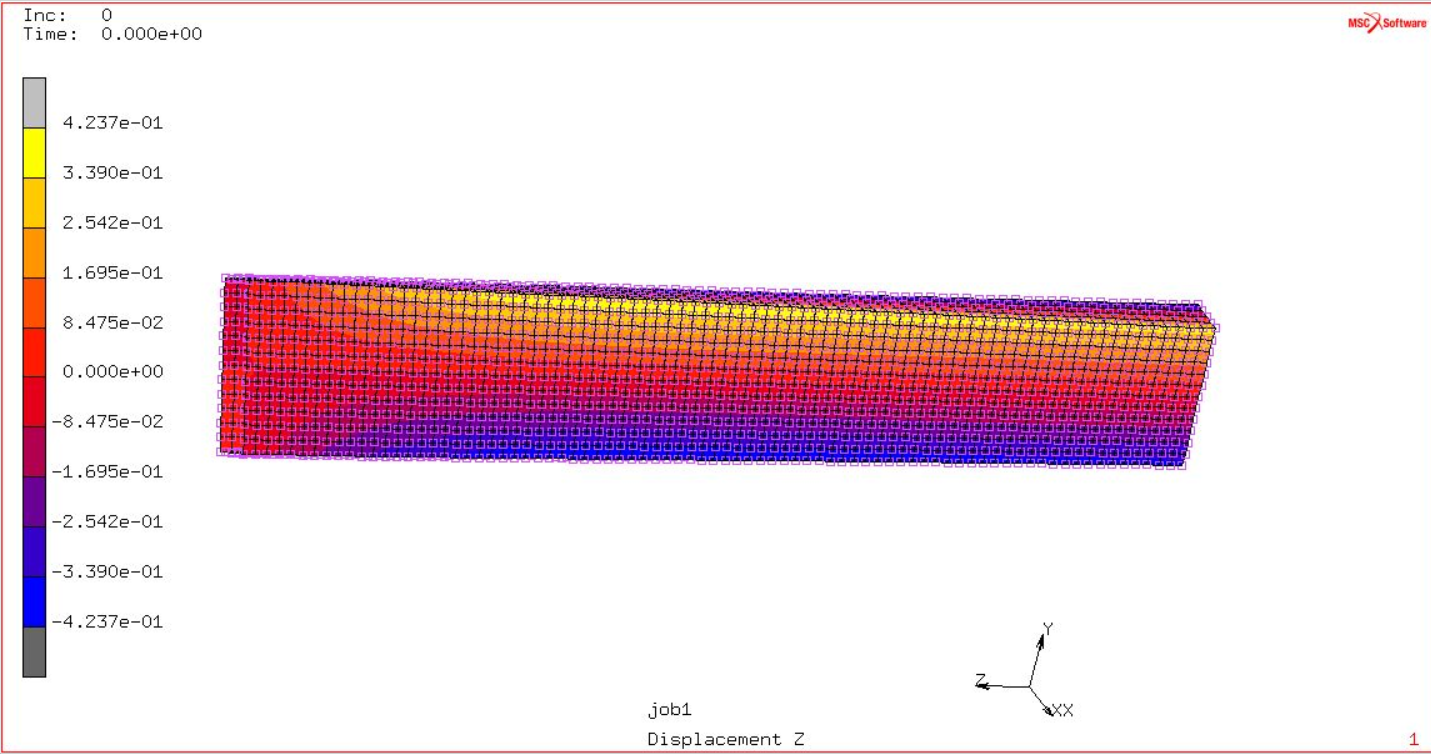 Inc: 0
Time: 0.000e+00
MSC Software
4.237e-01
3.390e-01
2.542e-01
1.695e-01
8.475e-02
0.000e+00
-8.475e-02
-1.695e-01
-2.542e-01
-3.390e-01
-4.237e-01
Y
Z
XX
job1
Displacement Z
1